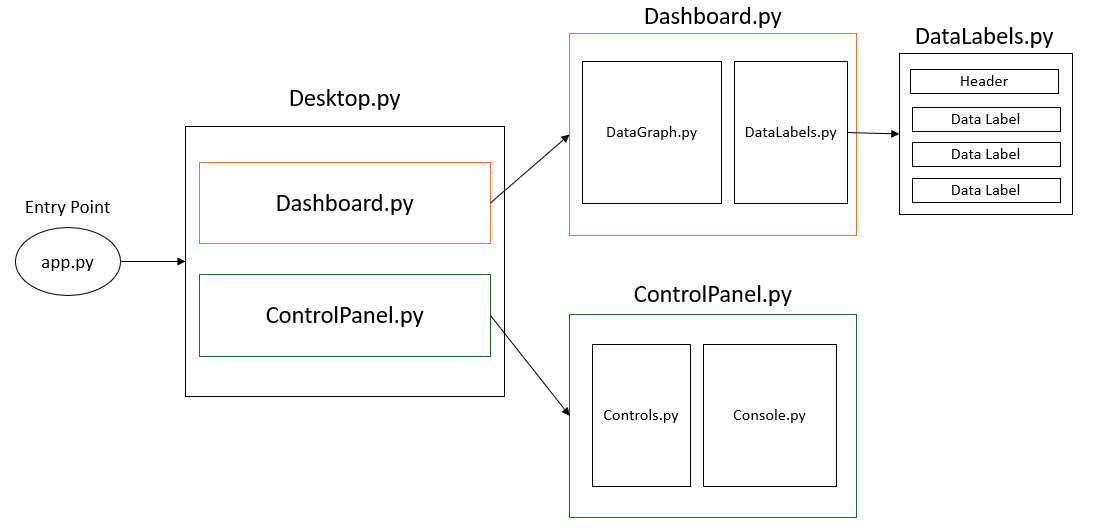 Entry Point
app.py
Desktop.py
Dashboard.py
ControlPanel.py
Dashboard.py
DataGraph.py
DataLabels.py
DataLabels.py
Header
Data Label
Data Label
Data Label
ControlPanel.py
Controls.py
Console.py